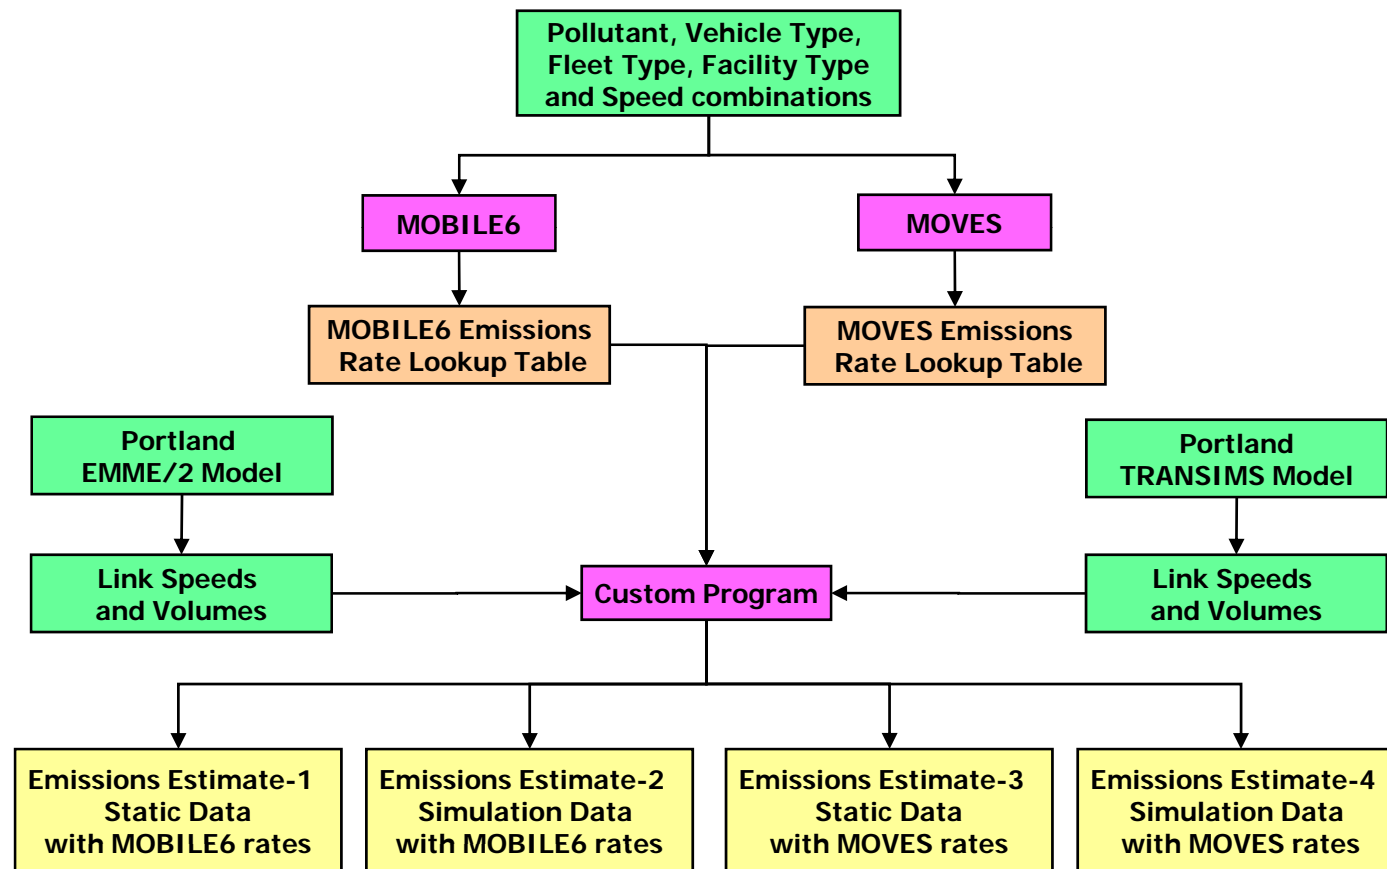 Pollutant, Vehicle Type,
Fleet Type, Facility Type
and Speed combinations
MOBILE6
MOVES
MOBILE6 Emissions
Rate Lookup Table
MOVES Emissions
Rate Lookup Table
Portland
EMME/2 Model
Portland
TRANSIMS Model
Link Speeds
and Volumes
Custom Program
Link Speeds
and Volumes
Emissions Estimate-1
Static Data
with MOBILE6 rates
Emissions Estimate-2
Simulation Data
with MOBILE6 rates
Emissions Estimate-3
Static Data
with MOVES rates
Emissions Estimate-4
Simulation Data
with MOVES rates